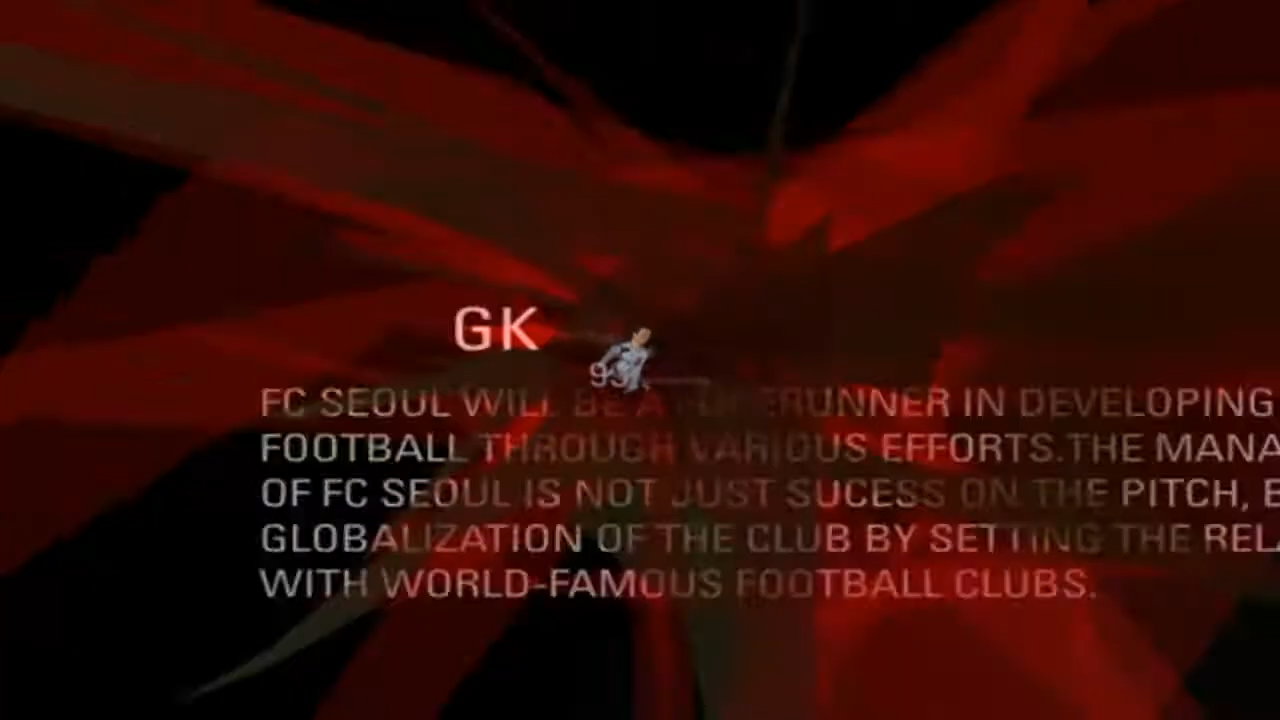 GK
FC SEOUL WILL BE A FORERUNNER IN DEVELOPING
FOOTBALL THROUGH VARIOUS EFFORTS.THE MANA
OF FC SEOUL IS NOT JUST SUCESS ON THE PITCH, B
GLOBALIZATION OF THE CLUB BY SETTING THE RELA
WITH WORLD-FAMOUS FOOTBALL CLUBS.